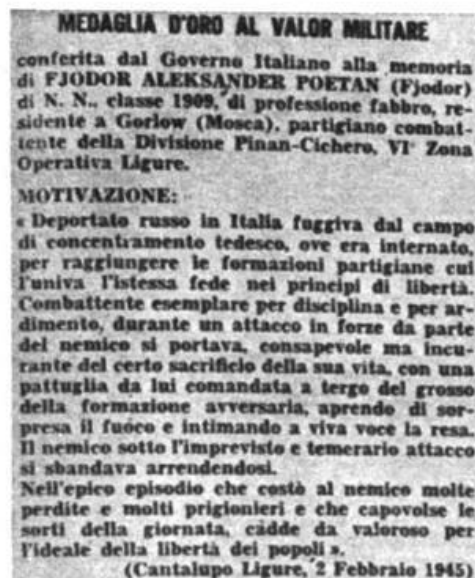 MEDAGLIA D'ORO AL VALOR MILITARE
conferita dal Governo Italiano alla memoria
di FJODOR ALEKSANDER POETAN (Fjodor)
di N. N., classe 1909, di professione fabbro, re-
sidente a Gorlow (Mosca), partigiano combat-
tente della Divisione Pinan-Cichero, VI° Zona
Operativa Ligure.
MOTIVAZIONE:
« Deportato russo in Italia fuggiva dal campo
di concentramento tedesco, ove era internato,
per raggiungere le formazioni partigiane cui
l'univa l'istessa fede nei principi di libertà.
Combattente esemplare per disciplina e per ar-
dimento, durante un attacco in forze da parte
del nemico si portava, consapevole ma incu-
rante del certo sacrificio della sua vita, con una
pattuglia da lui comandata a tergo del grosso
della formazione avversaria, aprendo di sor-
presa il fuoco e intimando a viva voce la resa.
Il nemico sotto l'imprevisto e temerario attacco
si sbandava arrendendosi.
Nell'epico episodio che costò al nemico molte
perdite e molti prigionieri e che capovolse le
sorti della giornata, cadde da valoroso per
l'ideale della libertà dei popoli ».
(Cantalupo Ligure, 2 Febbraio 1945)